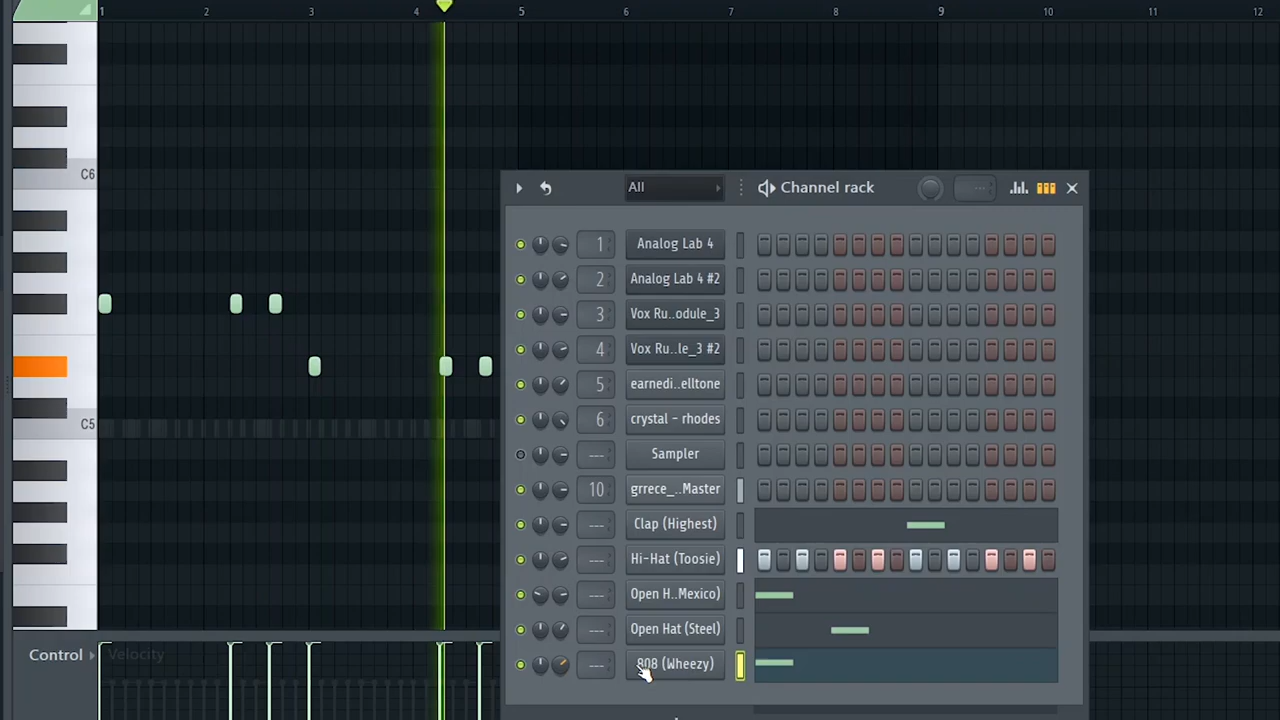 1 2 3 4 5 6 7 8 9 10 11 12
C6
C5
All
Channel rack
1 Analog Lab 4
2 Analog Lab 4 #2
3 Vox Ru..odule_3
4 Vox Ru..le_3 #2
5 earnedi..elltone
6 crystal - rhodes
--- Sampler
10 grrece_..Master
--- Clap (Highest)
--- Hi-Hat (Toosie)
--- Open H..Mexico)
--- Open Hat (Steel)
--- 808 (Wheezy)
Control Velocity